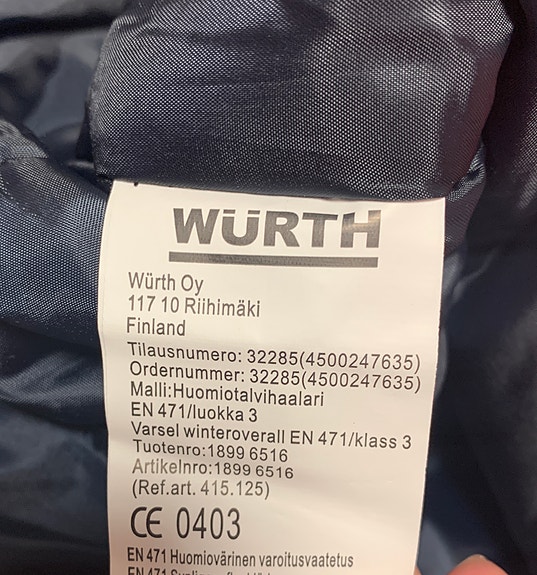 WÜRTH
Würth Oy
117 10 Riihimäki
Finland
Tilausnumero: 32285(4500247635)
Ordernummer: 32285(4500247635)
Malli:Huomiotalvihaalari
EN 471/luokka 3
Varsel winteroverall EN 471/klass 3
Tuotenro:1899 6516
Artikelnro:1899 6516
(Ref.art. 415.125)
CE 0403
EN 471 Huomiovärinen varoitusvaatetus
EN 471